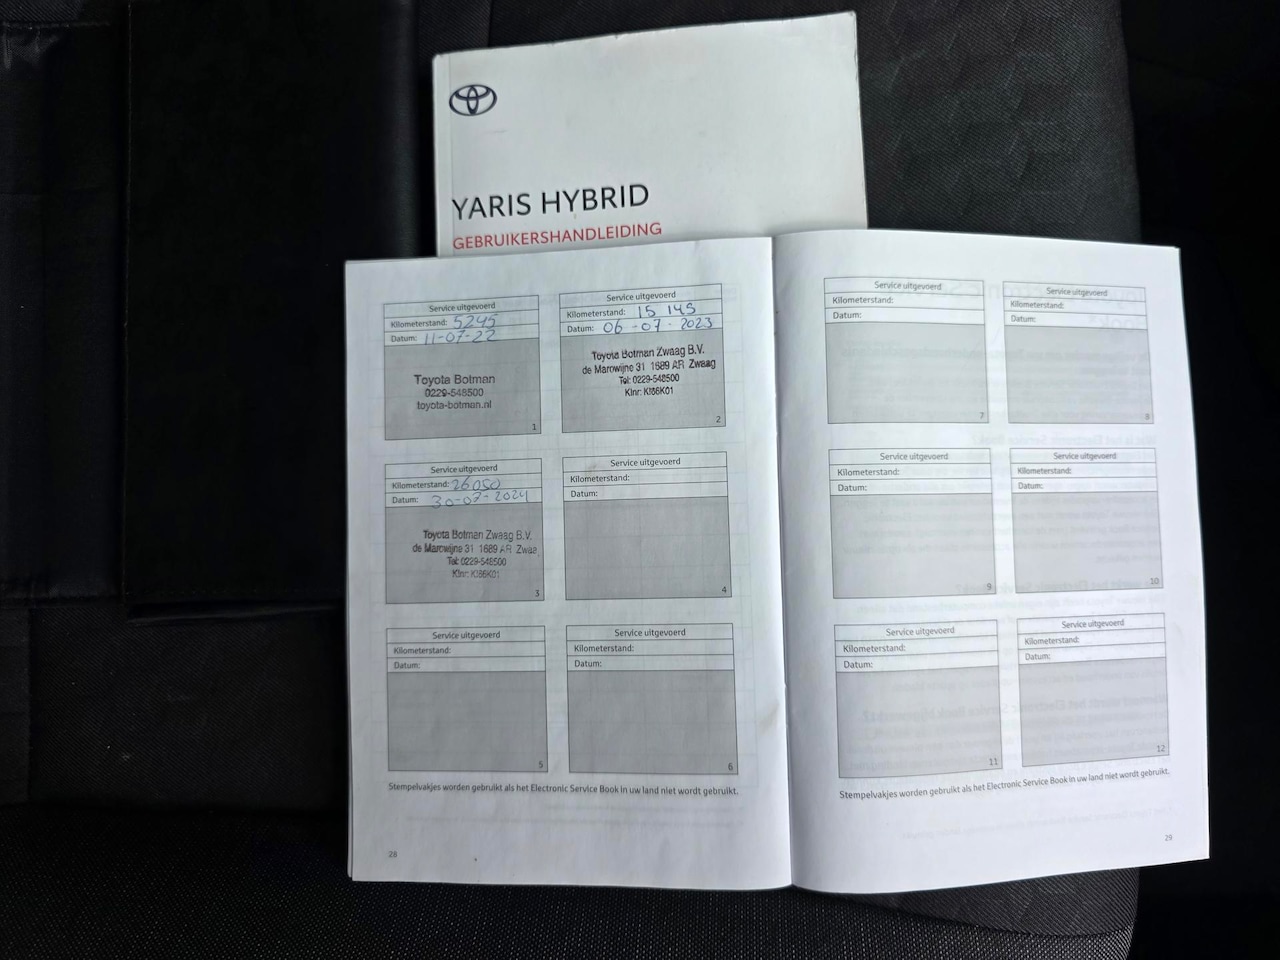 YARIS HYBRID
GEBRUIKERSHANDLEIDING
Service uitgevoerd
Kilometerstand: 5245
Datum: 11-07-22
Toyota Botman
0229-548500
toyota-botman.nl
1
Service uitgevoerd
Kilometerstand: 15 145
Datum: 06-07-2023
Toyota Botman Zwaag B.V.
de Marowijne 31 1689 AR Zwaag
Tel: 0229-548500
Klnr: KI86K01
2
Service uitgevoerd
Kilometerstand: 26050
Datum: 30-07-2024
Toyota Botman Zwaag B.V.
de Marowijne 31 1689 AR Zwaa
Tel: 0229-548500
Klnr: KI86K01
3
Service uitgevoerd
Kilometerstand:
Datum:
4
Service uitgevoerd
Kilometerstand:
Datum:
5
Service uitgevoerd
Kilometerstand:
Datum:
6
Stempelvakjes worden gebruikt als het Electronic Service Book in uw land niet wordt gebruikt.
28
Service uitgevoerd
Kilometerstand:
Datum:
7
Service uitgevoerd
Kilometerstand:
Datum:
8
Service uitgevoerd
Kilometerstand:
Datum:
9
Service uitgevoerd
Kilometerstand:
Datum:
10
Service uitgevoerd
Kilometerstand:
Datum:
11
Service uitgevoerd
Kilometerstand:
Datum:
12
Stempelvakjes worden gebruikt als het Electronic Service Book in uw land niet wordt gebruikt.
29